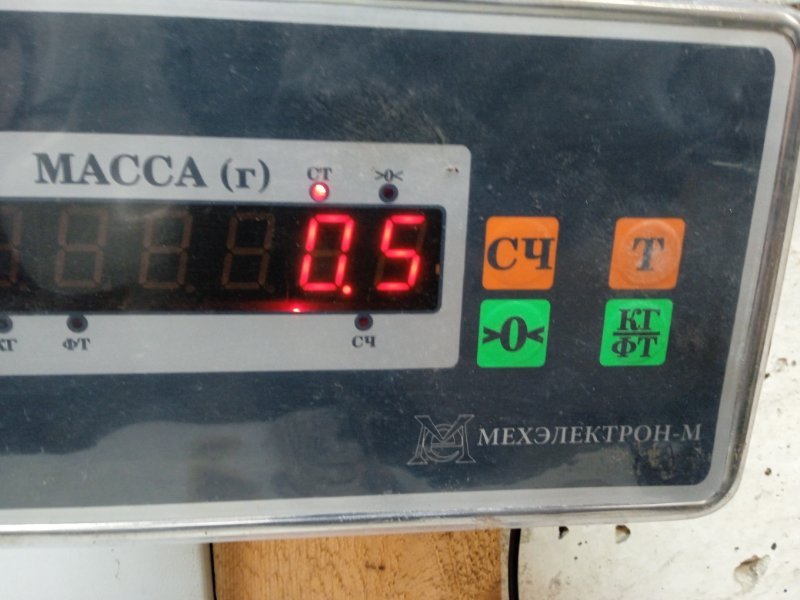 МАССА (г)
СТ >0<
0.5
КГ ФТ СЧ
СЧ Т
>0< КГ
ФТ
МЕХЭЛЕКТРОН-М